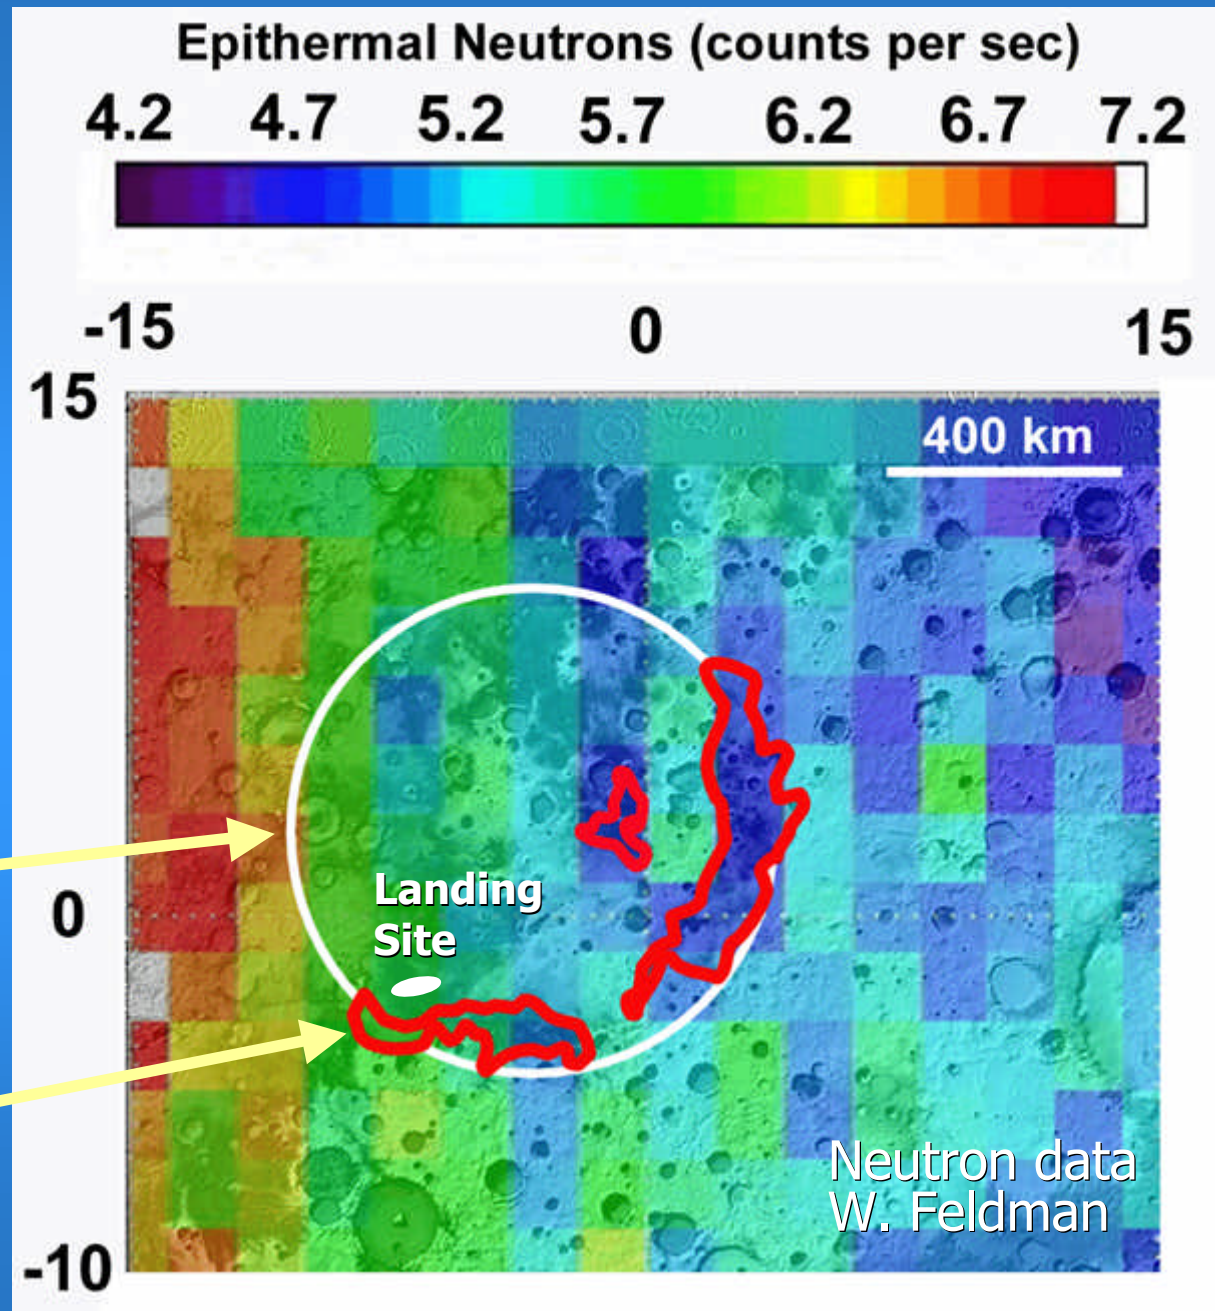 Epithermal Neutrons (counts per sec)
4.2 4.7 5.2 5.7 6.2 6.7 7.2
-15 0 15
15
400 km
Landing
Site
0
Neutron data
W. Feldman
-10